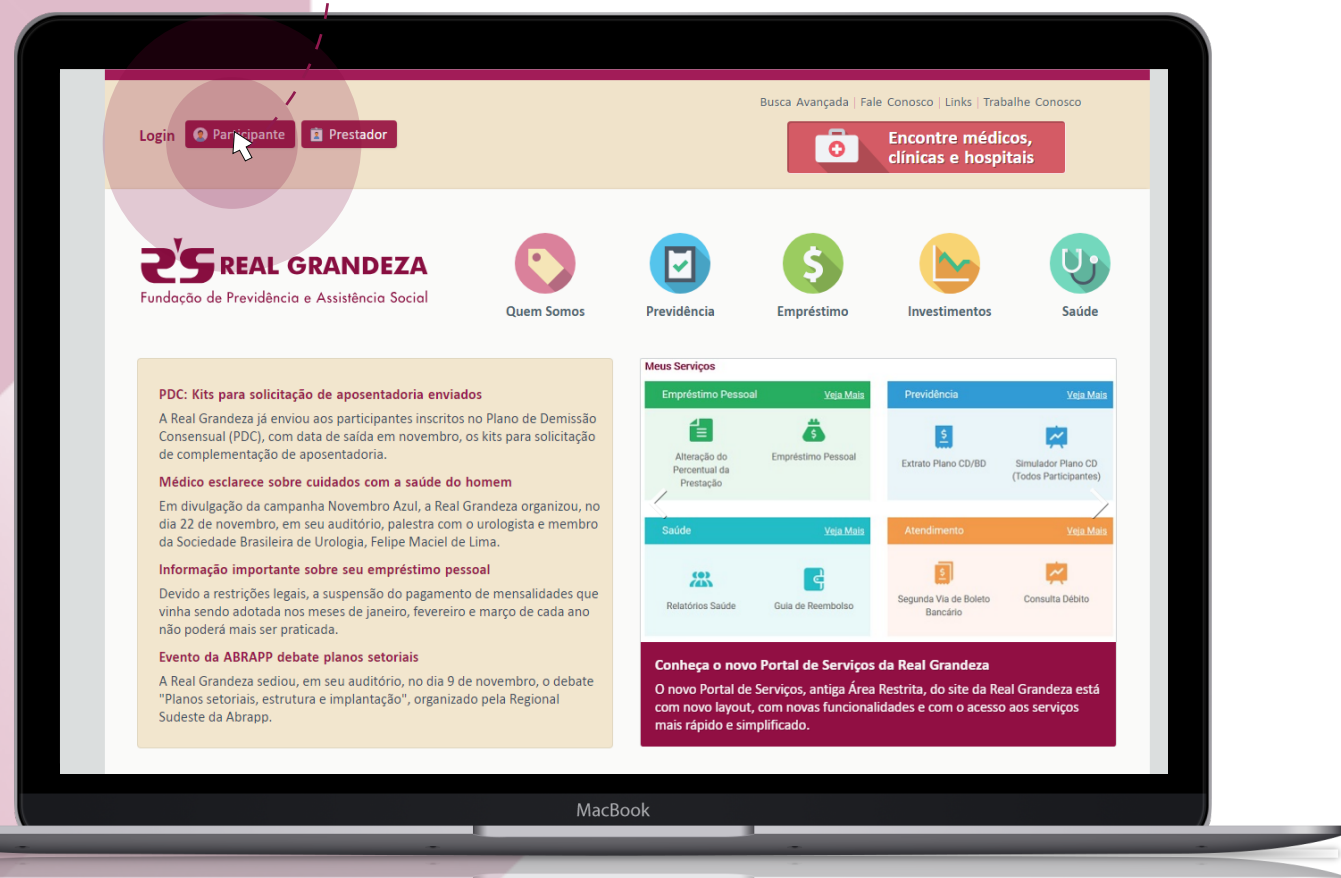 Busca Avançada | Fale Conosco | Links | Trabalhe Conosco
Login
Participante
Prestador
Encontre médicos,
clínicas e hospitais
REAL GRANDEZA
Fundação de Previdência e Assistência Social
Quem Somos
Previdência
Empréstimo
Investimentos
Saúde
PDC: Kits para solicitação de aposentadoria enviados
A Real Grandeza já enviou aos participantes inscritos no Plano de Demissão
Consensual (PDC), com data de saída em novembro, os kits para solicitação
de complementação de aposentadoria.
Médico esclarece sobre cuidados com a saúde do homem
Em divulgação da campanha Novembro Azul, a Real Grandeza organizou, no
dia 22 de novembro, em seu auditório, palestra com o urologista e membro
da Sociedade Brasileira de Urologia, Felipe Maciel de Lima.
Informação importante sobre seu empréstimo pessoal
Devido a restrições legais, a suspensão do pagamento de mensalidades que
vinha sendo adotada nos meses de janeiro, fevereiro e março de cada ano
não poderá mais ser praticada.
Evento da ABRAPP debate planos setoriais
A Real Grandeza sediou, em seu auditório, no dia 9 de novembro, o debate
"Planos setoriais, estrutura e implantação", organizado pela Regional
Sudeste da Abrapp.
Meus Serviços
Empréstimo Pessoal
Veja Mais
Alteração do
Percentual da
Prestação
Empréstimo Pessoal
Previdência
Veja Mais
Extrato Plano CD/BD
Simulador Plano CD
(Todos Participantes)
Saúde
Veja Mais
Relatórios Saúde
Guia de Reembolso
Atendimento
Veja Mais
Segunda Via de Boleto
Bancário
Consulta Débito
Conheça o novo Portal de Serviços da Real Grandeza
O novo Portal de Serviços, antiga Área Restrita, do site da Real Grandeza está
com novo layout, com novas funcionalidades e com o acesso aos serviços
mais rápido e simplificado.
MacBook